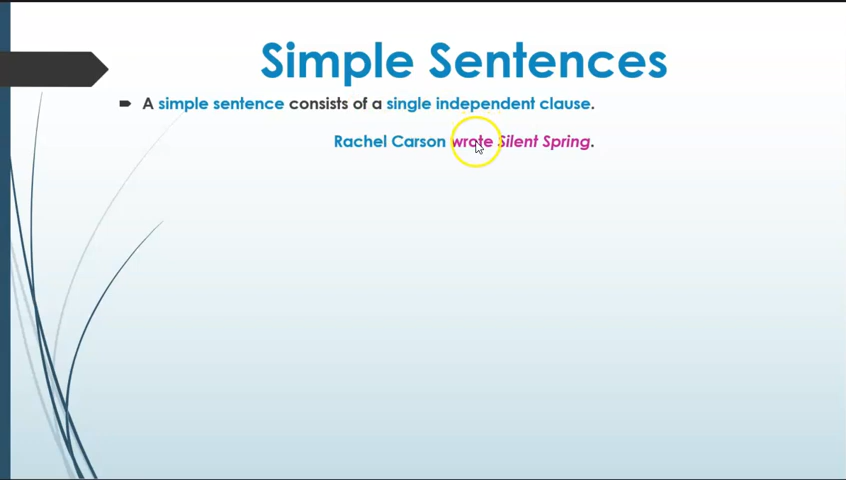 Simple Sentences
A simple sentence consists of a single independent clause.
Rachel Carson wrote Silent Spring.